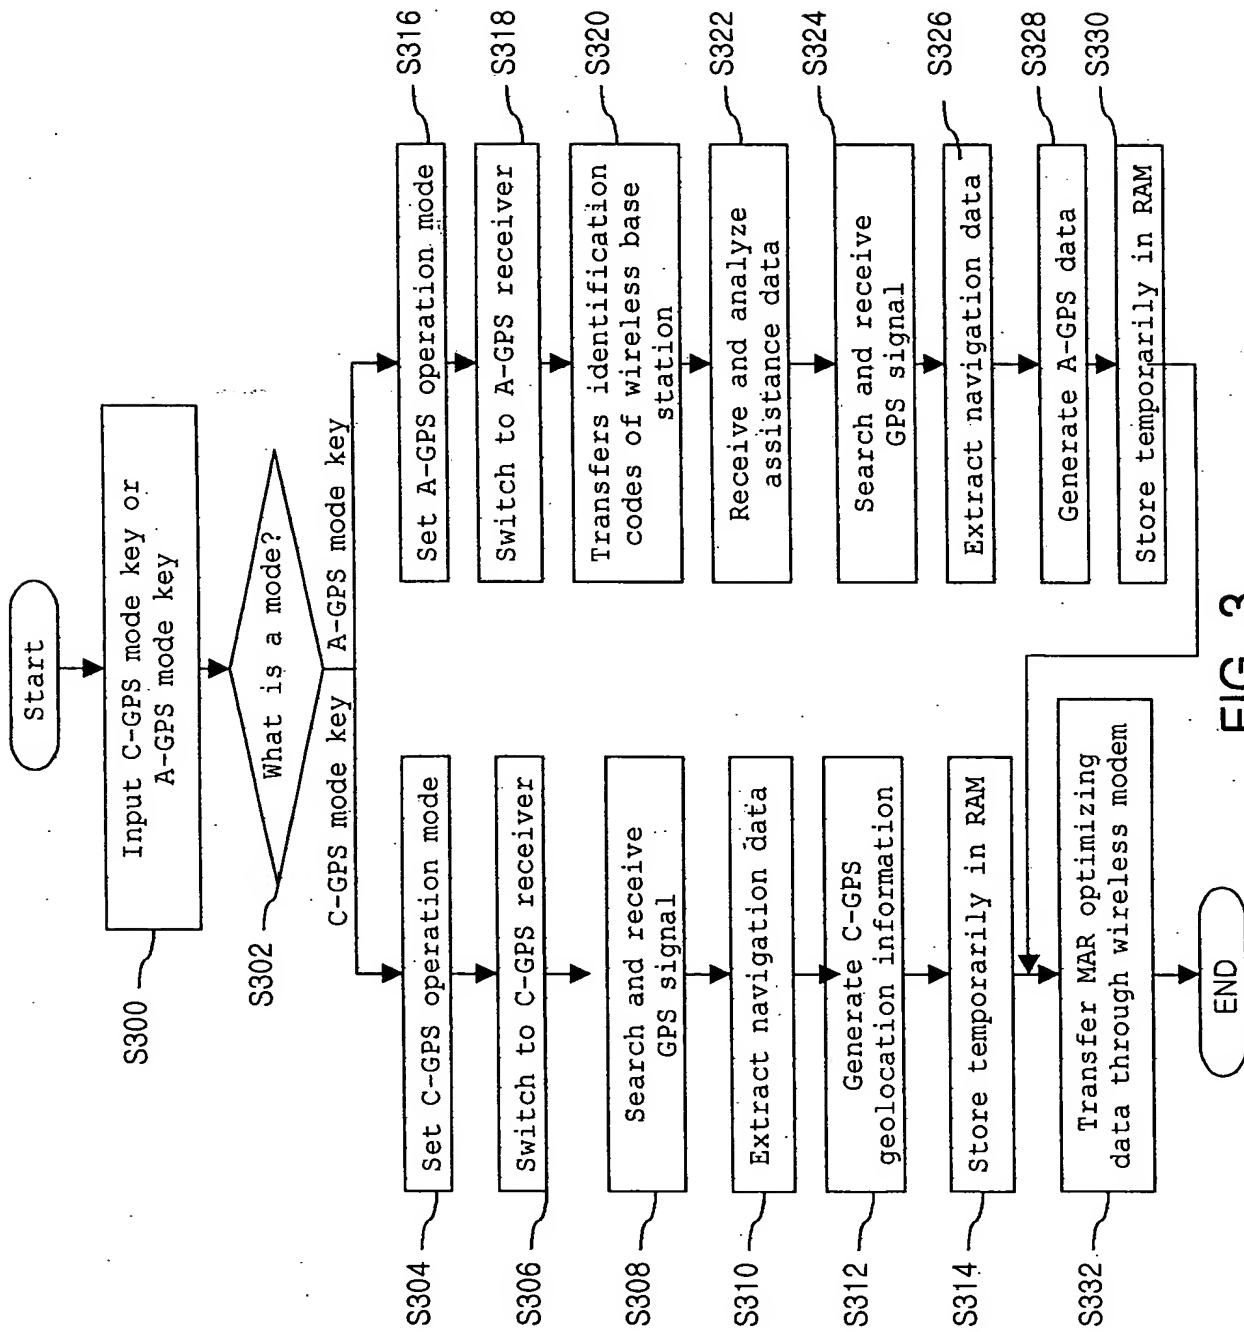 Start
Input C-GPS mode key or
A-GPS mode key
S300
What is a mode?
S302
C-GPS mode key
A-GPS mode key
Set C-GPS operation mode
S304
Switch to C-GPS receiver
S306
Search and receive
GPS signal
S308
Extract navigation data
S310
Generate C-GPS
geolocation information
S312
Store temporarily in RAM
S314
Set A-GPS operation mode
S316
Switch to A-GPS receiver
S318
Transfers identification
codes of wireless base
station
S320
Receive and analyze
assistance data
S322
Search and receive
GPS signal
S324
Extract navigation data
S326
Generate A-GPS data
S328
Store temporarily in RAM
S330
Transfer MAR optimizing
data through wireless modem
S332
END
FIG. 3